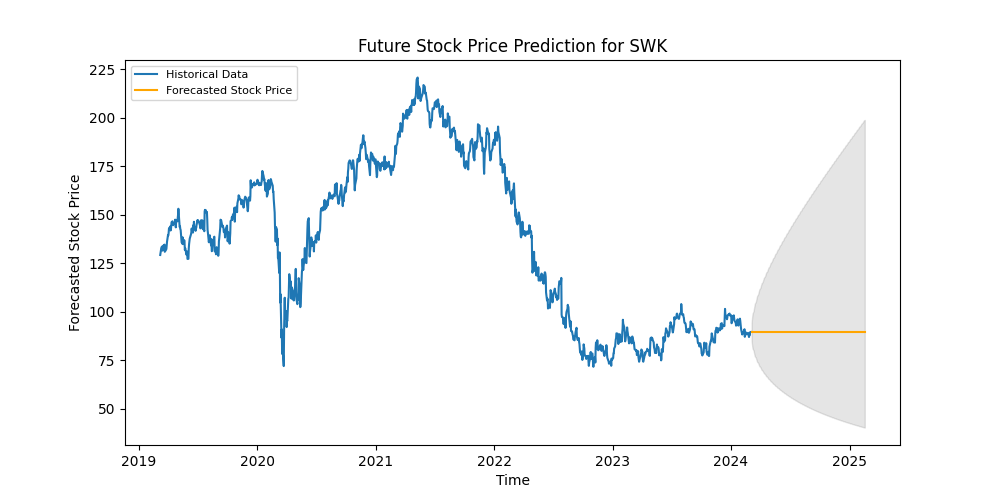 Future Stock Price Prediction for SWK
Historical Data
Forecasted Stock Price
Forecasted Stock Price
225
200
175
150
125
100
75
50
2019 2020 2021 2022 2023 2024 2025
Time